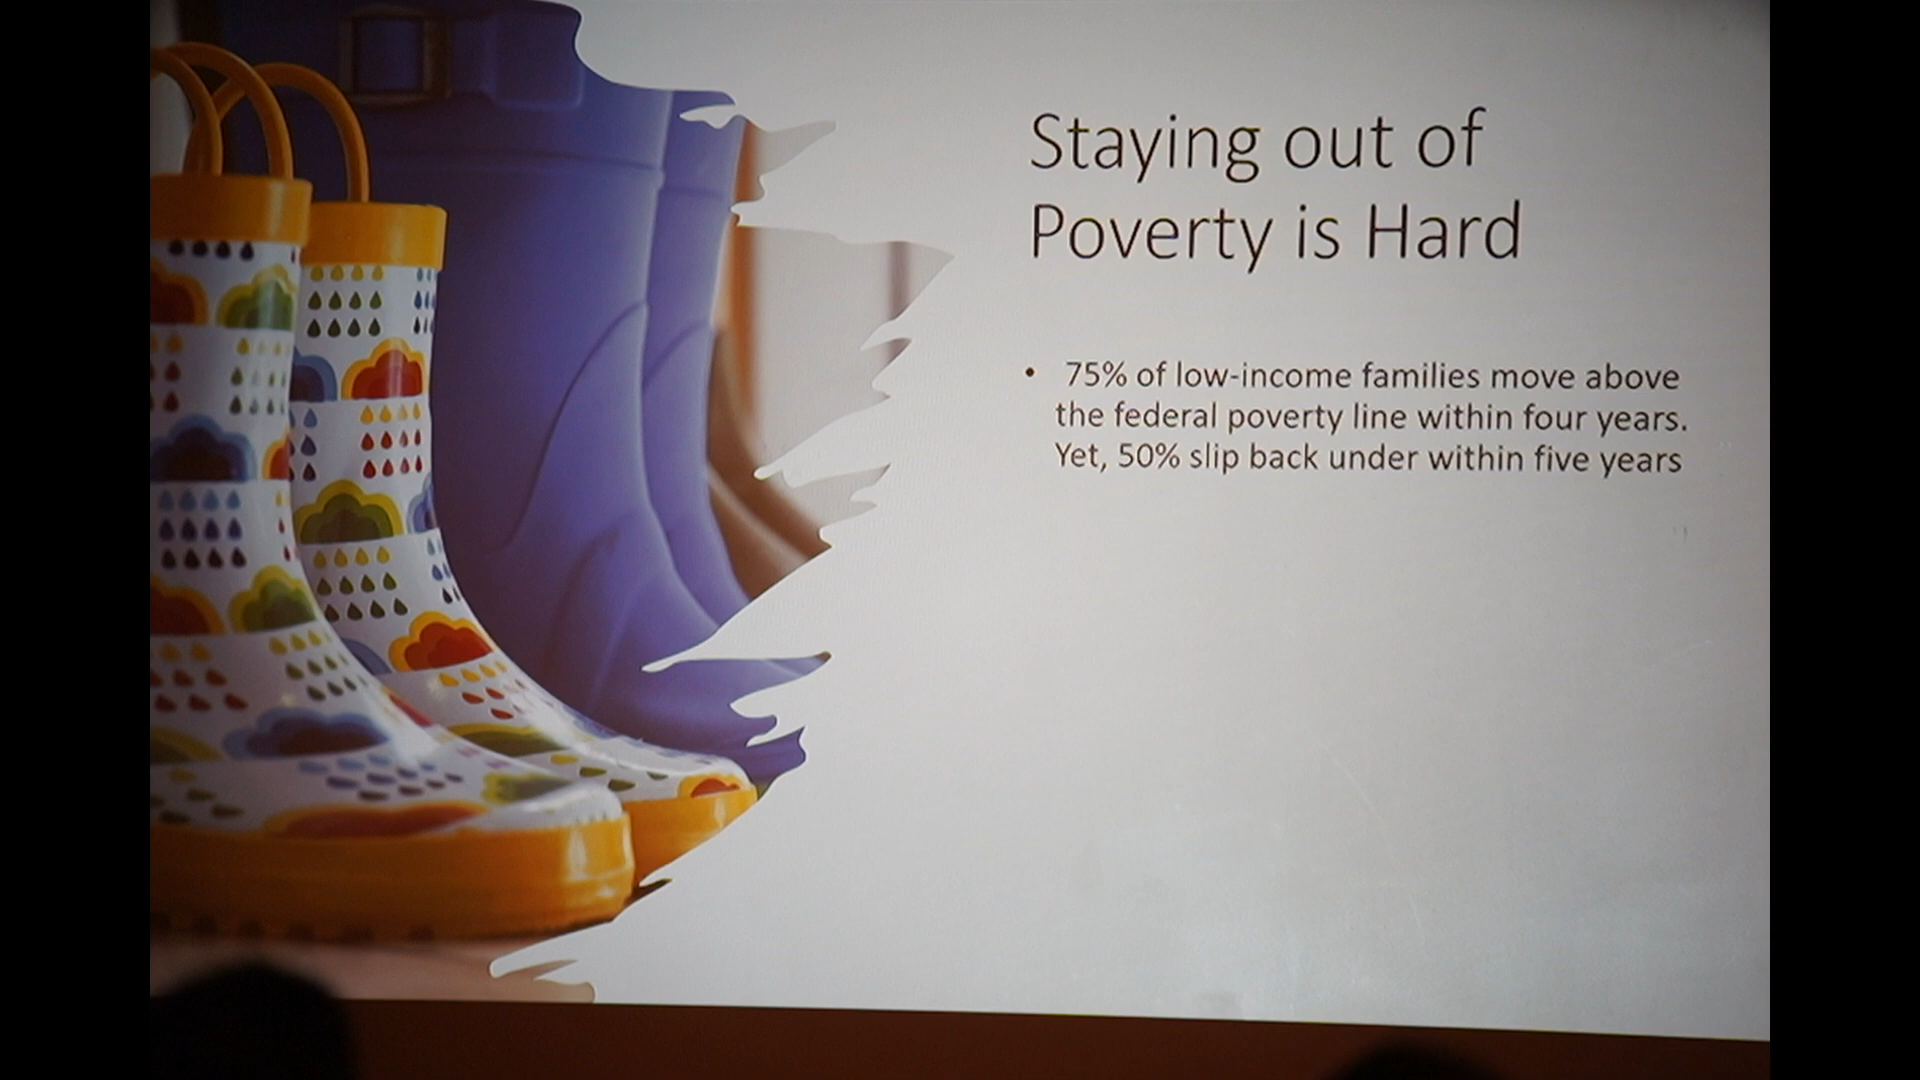 Staying out of
Poverty is Hard
• 75% of low-income families move above
the federal poverty line within four years.
Yet, 50% slip back under within five years